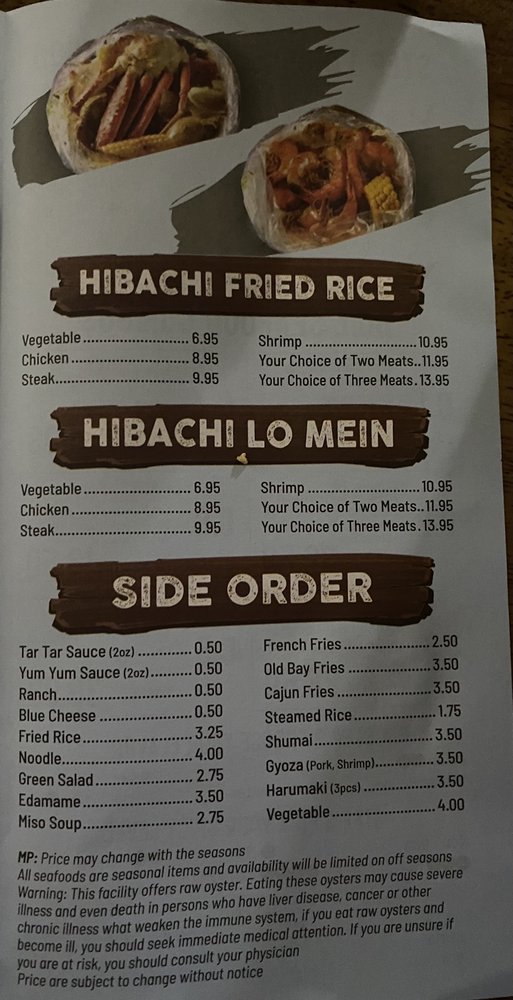 HIBACHI FRIED RICE
Vegetable........................ 6.95
Chicken........................... 8.95
Steak.............................. 9.95
Shrimp ............................10.95
Your Choice of Two Meats..11.95
Your Choice of Three Meats.13.95
HIBACHI LO MEIN
Vegetable........................ 6.95
Chicken........................... 8.95
Steak.............................. 9.95
Shrimp ............................10.95
Your Choice of Two Meats..11.95
Your Choice of Three Meats.13.95
SIDE ORDER
Tar Tar Sauce (2oz) ............ 0.50
Yum Yum Sauce (2oz)......... 0.50
Ranch.............................. 0.50
Blue Cheese ..................... 0.50
Fried Rice......................... 3.25
Noodle............................. 4.00
Green Salad...................... 2.75
Edamame ........................ 3.50
Miso Soup......................... 2.75
French Fries .................... 2.50
Old Bay Fries ................... 3.50
Cajun Fries ...................... 3.50
Steamed Rice................... 1.75
Shumai............................ 3.50
Gyoza (Pork, Shrimp)............. 3.50
Harumaki (3pcs) ................ 3.50
Vegetable........................ 4.00
MP: Price may change with the seasons
All seafoods are seasonal items and availability will be limited on off seasons
Warning: This facility offers raw oyster. Eating these oysters may cause severe
illness and even death in persons who have liver disease, cancer or other
chronic illness what weaken the immune system, if you eat raw oysters and
become ill, you should seek immediate medical attention. If you are unsure if
you are at risk, you should consult your physician
Price are subject to change without notice